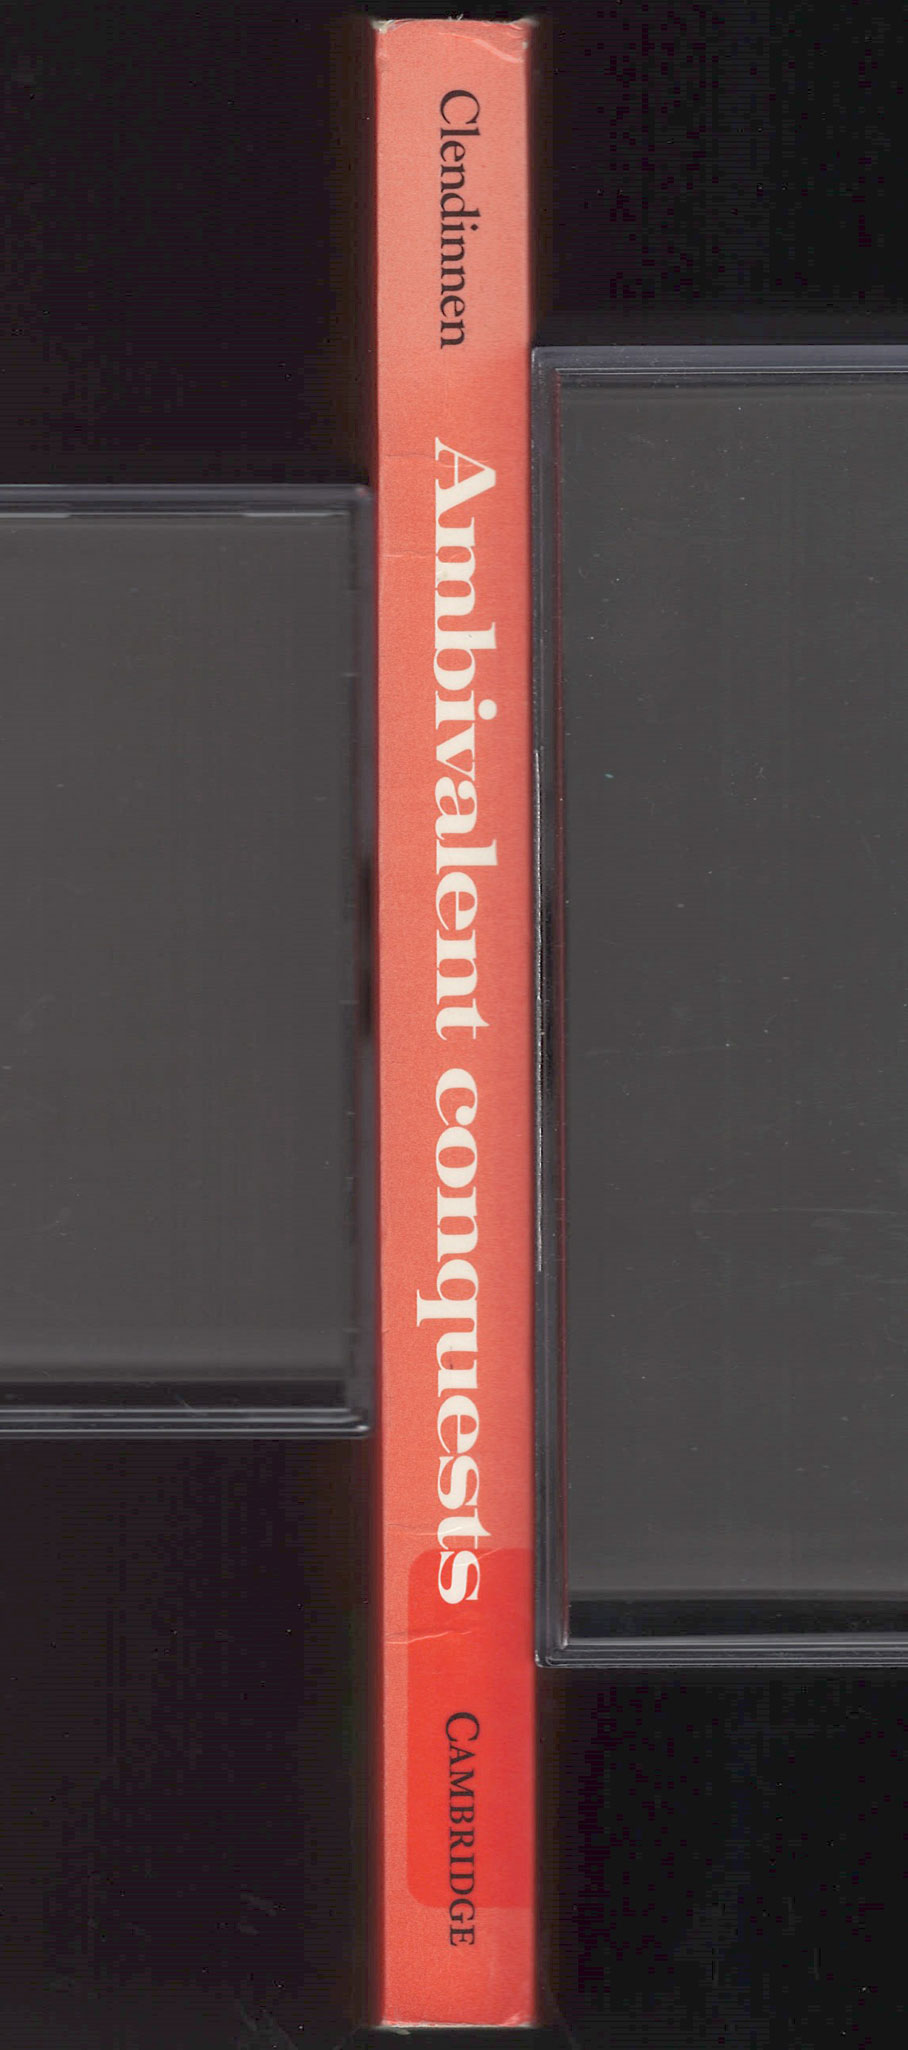 Clendinnen
Ambivalent conquests
CAMBRIDGE